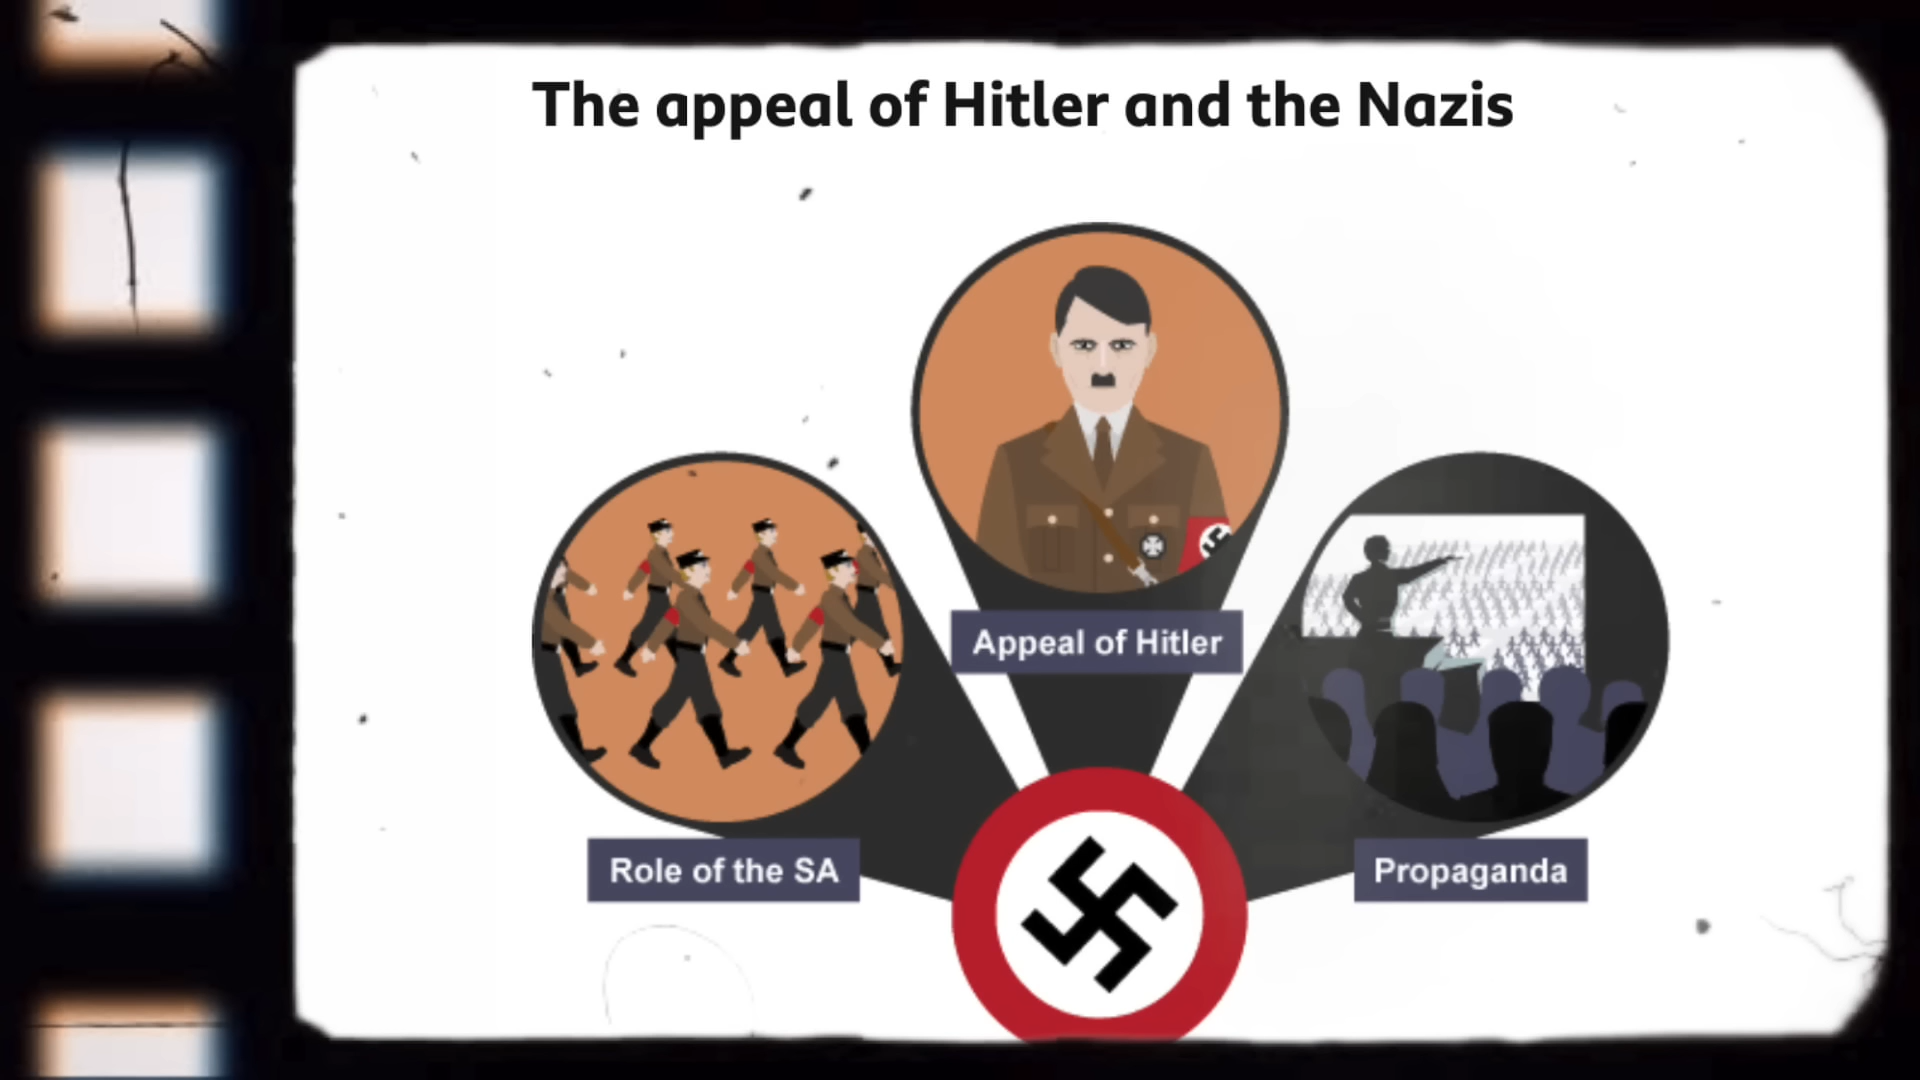 The appeal of Hitler and the Nazis
Appeal of Hitler
Role of the SA
Propaganda